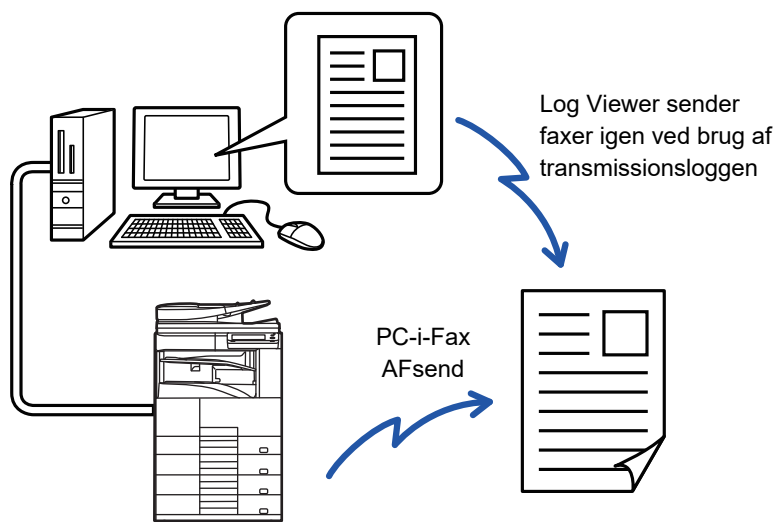 Log Viewer sender
faxer igen ved brug af
transmissionsloggen
PC-i-Fax
AFsend